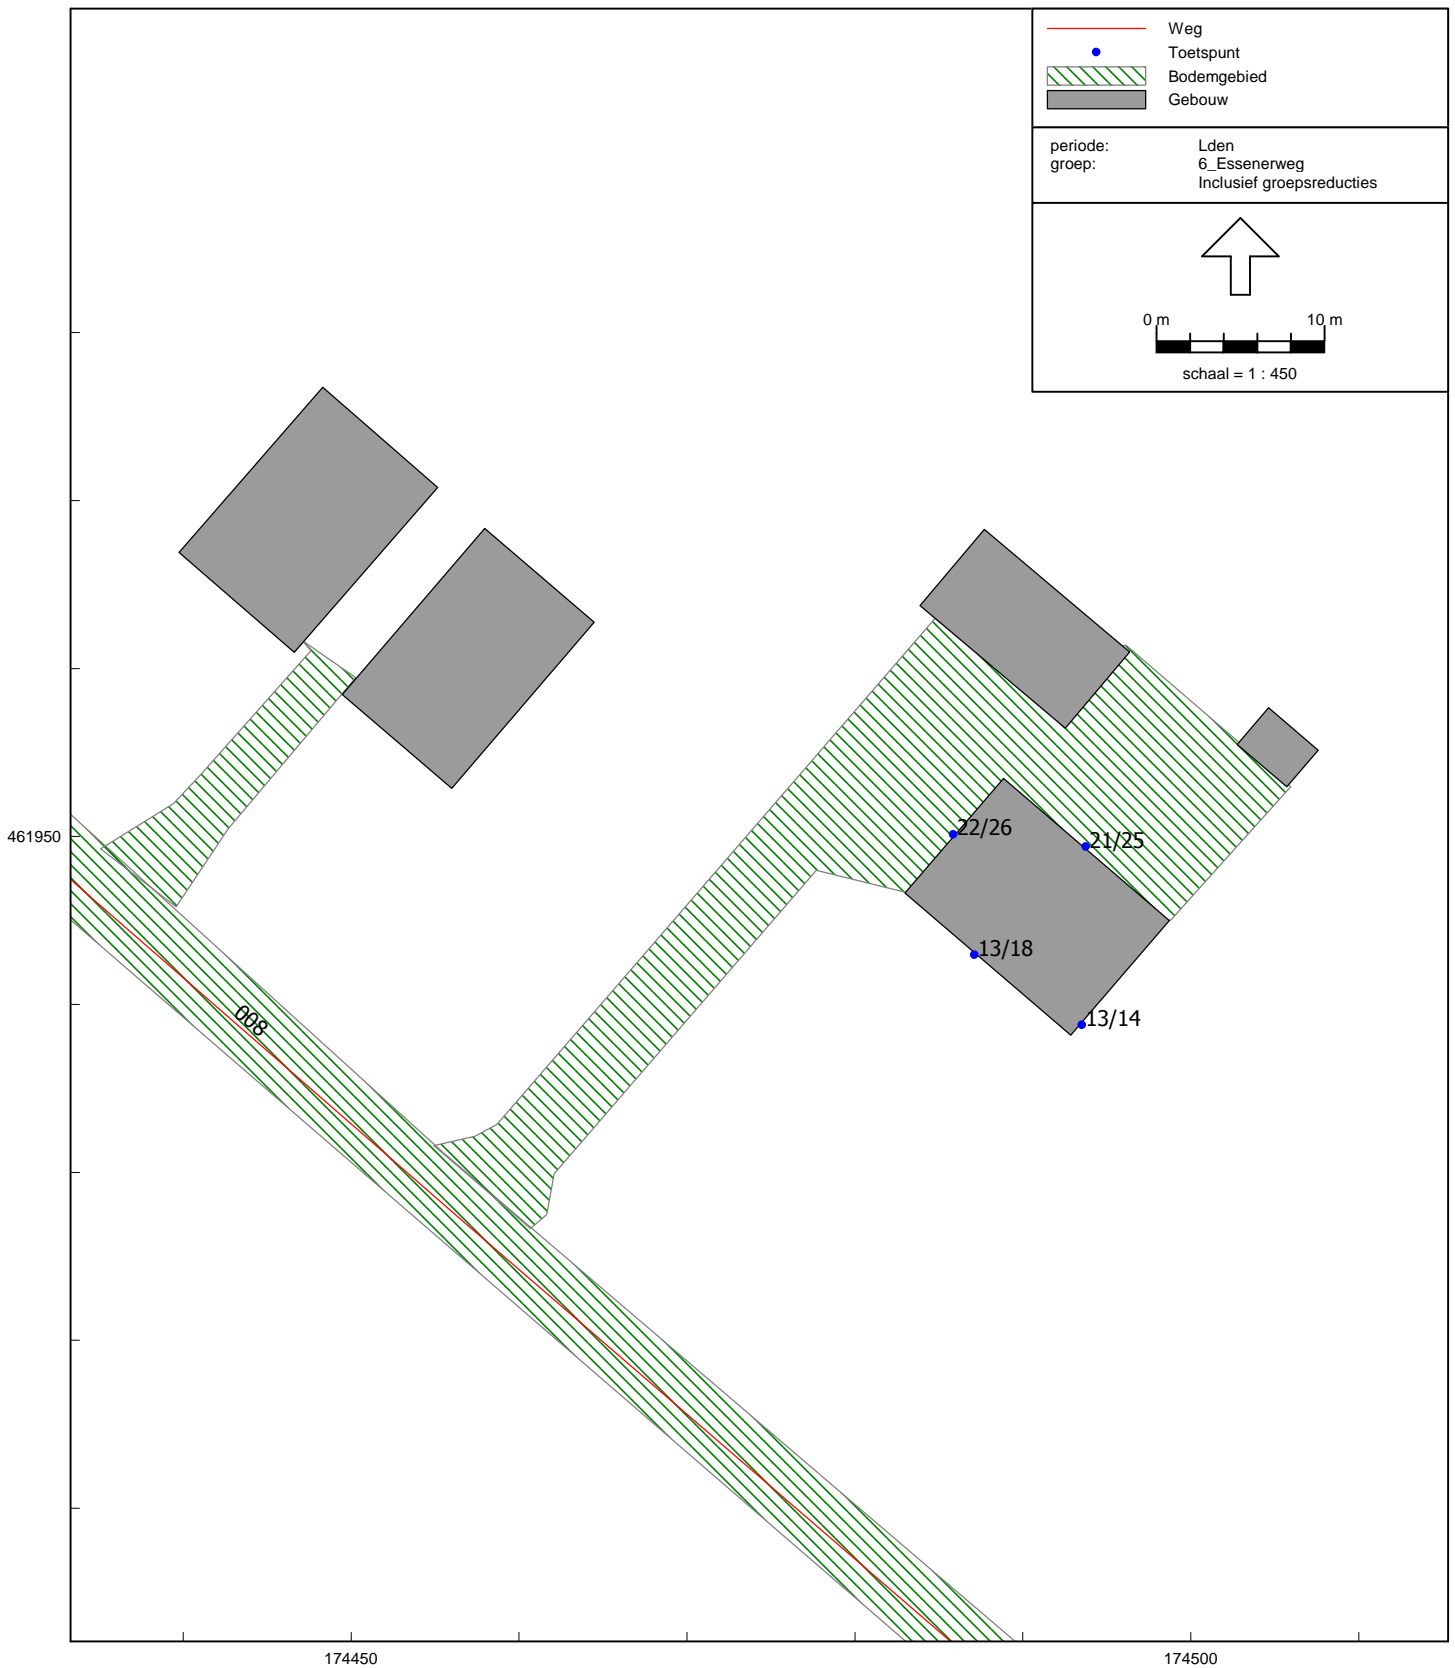 Weg
Toetspunt
Bodemgebied
Gebouw
periode: Lden
groep: 6_Essenerweg
Inclusief groepsreducties
0 m 10 m
schaal = 1 : 450
461950
22/26
21/25
13/18
13/14
008
174450 174500